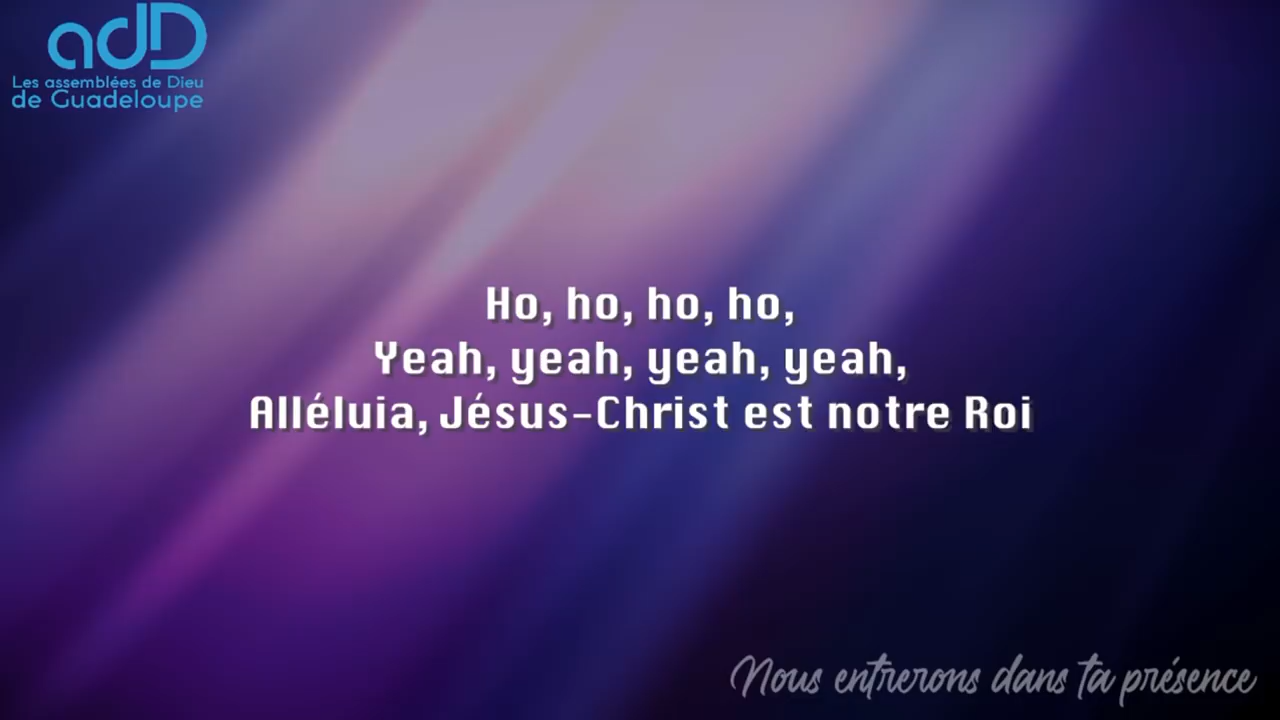 adD
Les assemblées de Dieu
de Guadeloupe
Ho, ho, ho, ho,
Yeah, yeah, yeah, yeah,
Alléluia, Jésus-Christ est notre Roi
Nous entrerons dans ta présence